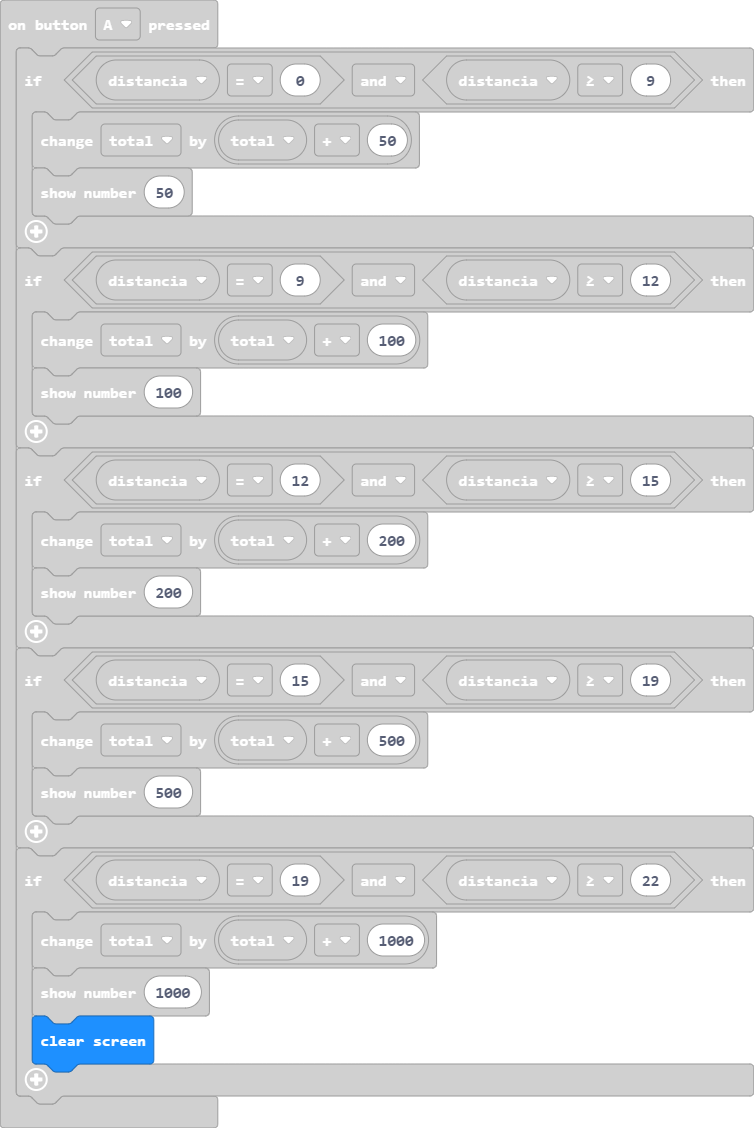 on button A pressed
if distancia = 0 and distancia ≥ 9 then
change total by total + 50
show number 50
if distancia = 9 and distancia ≥ 12 then
change total by total + 100
show number 100
if distancia = 12 and distancia ≥ 15 then
change total by total + 200
show number 200
if distancia = 15 and distancia ≥ 19 then
change total by total + 500
show number 500
if distancia = 19 and distancia ≥ 22 then
change total by total + 1000
show number 1000
clear screen